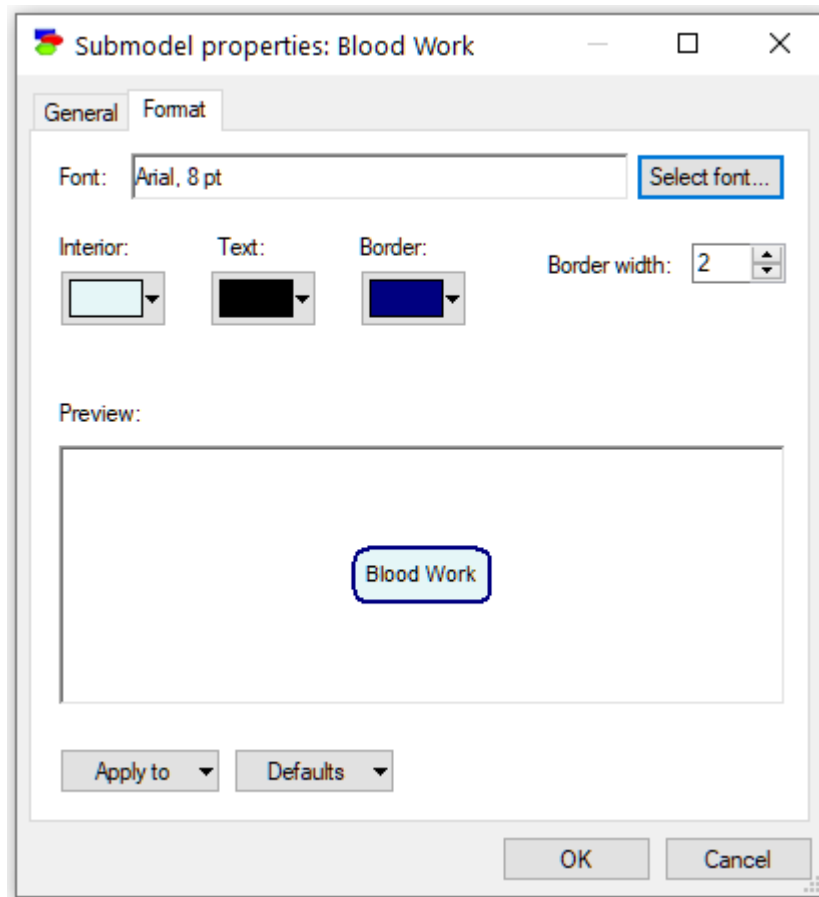 Submodel properties: Blood Work
General Format
Font: Arial, 8 pt Select font...
Interior: Text: Border:
Border width: 2
Preview:
Blood Work
Apply to Defaults
OK Cancel